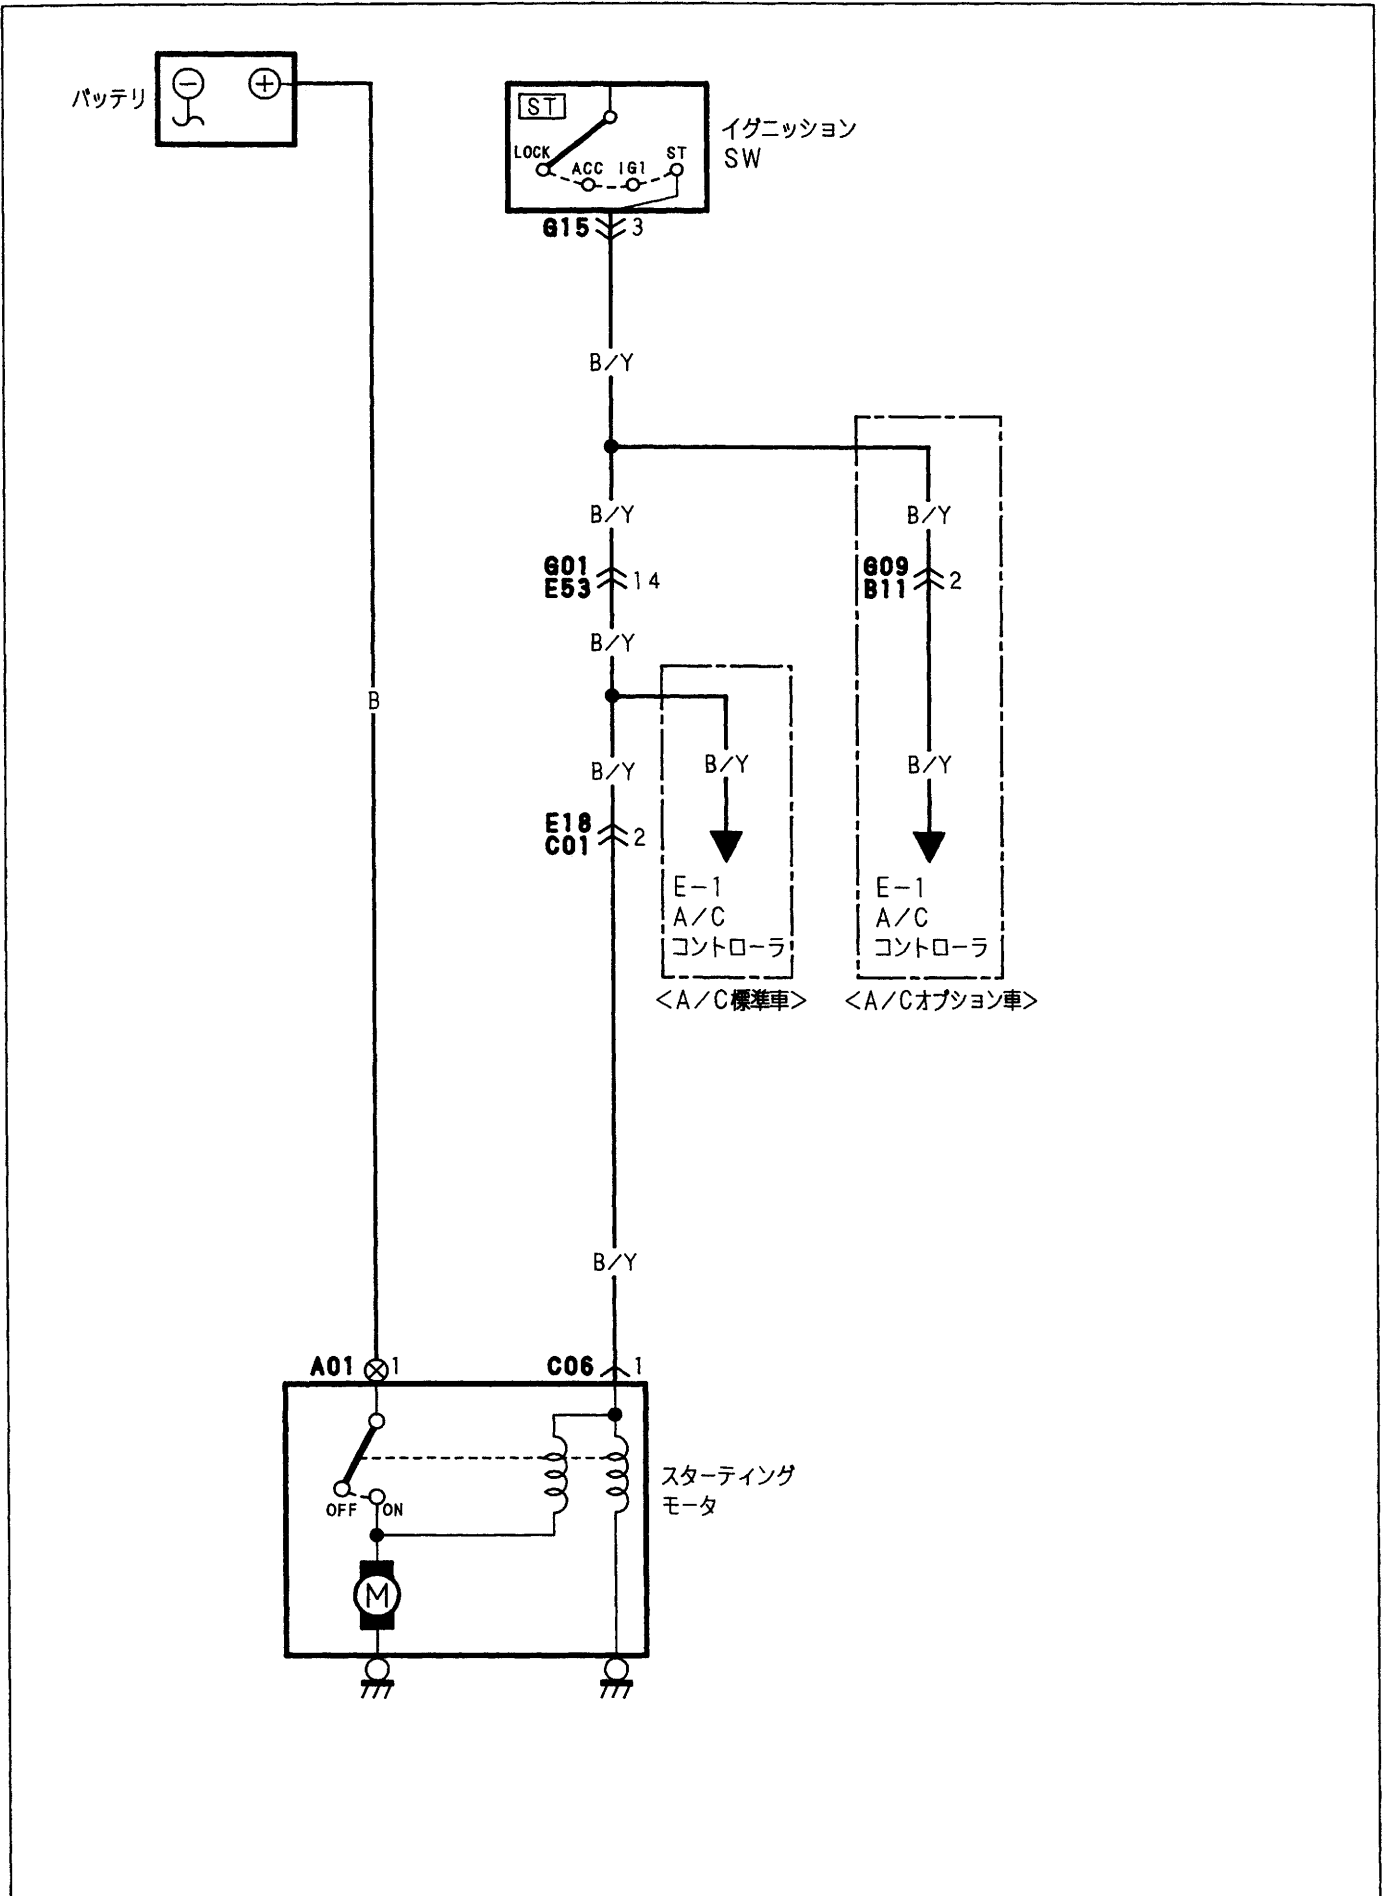 バッテリ
−
+
ST
LOCK
ACC
IG1
ST
イグニッション
SW
G15
3
B/Y
B/Y
B/Y
G01
E53
14
G09
B11
2
B/Y
B
B/Y
B/Y
B/Y
E18
C01
2
E−1
A/C
コントローラ
E−1
A/C
コントローラ
<A/C標準車>
<A/Cオプション車>
B/Y
A01
1
C06
1
OFF
ON
スターティング
モータ
M